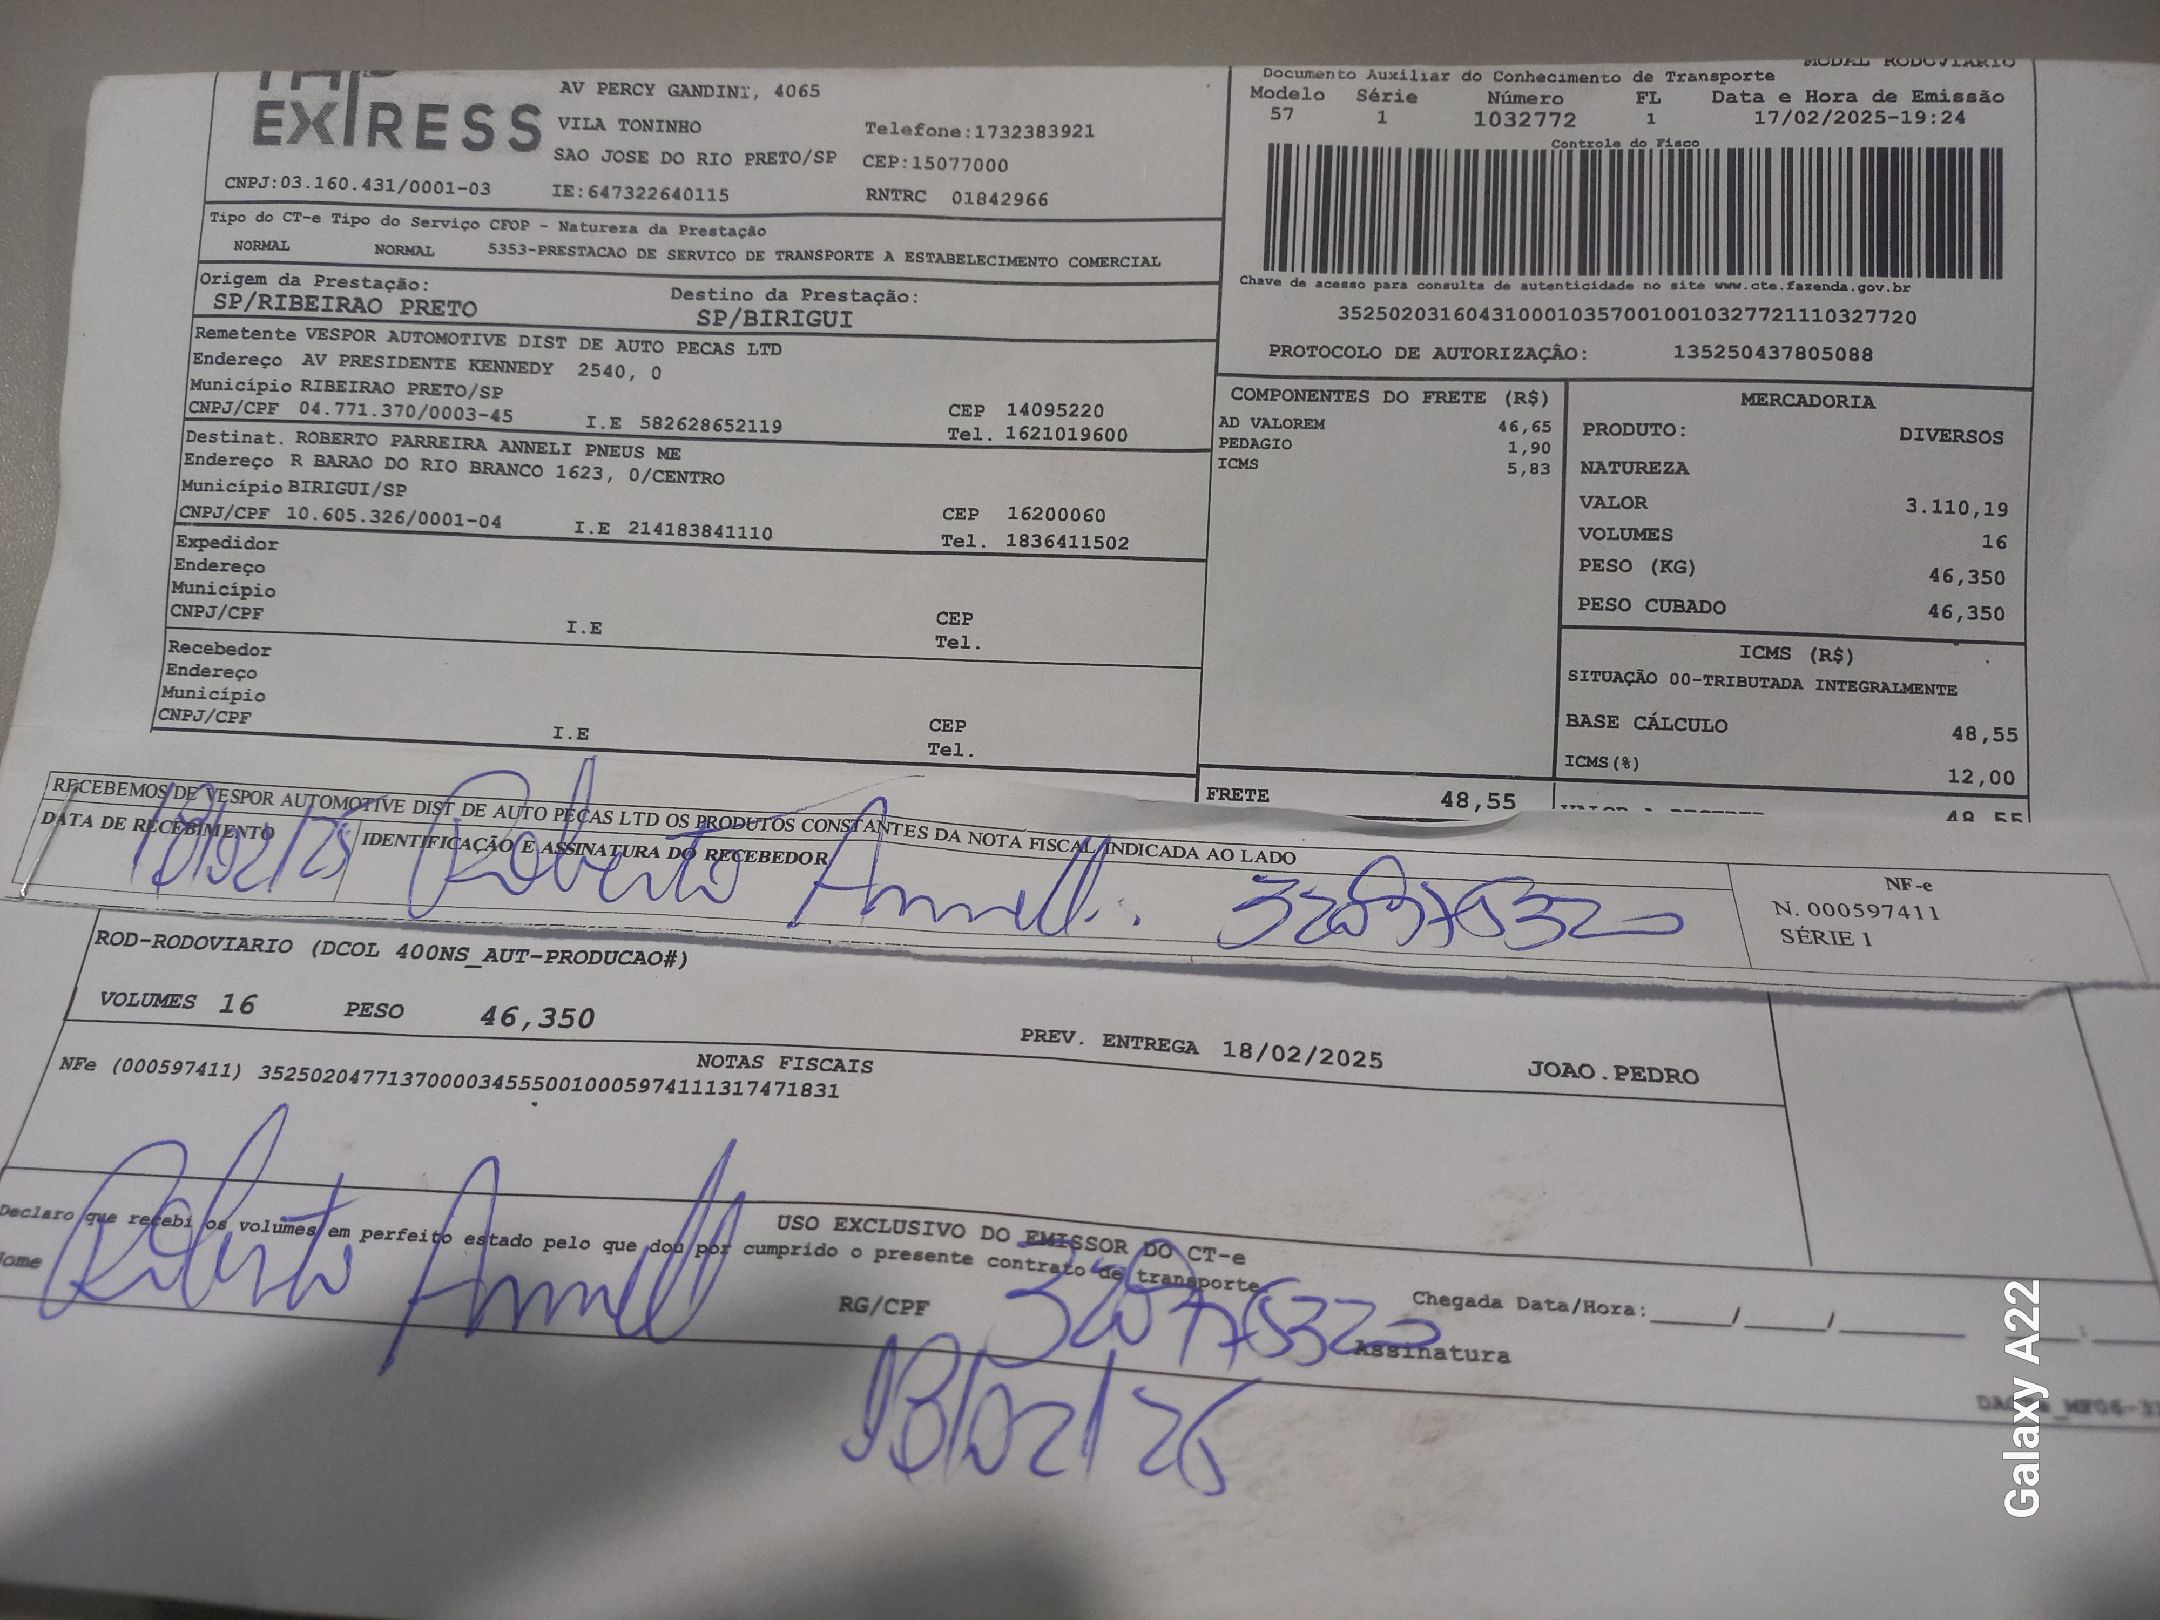 EXPRESS
AV PERCY GANDINI, 4065
VILA TONINHO
Telefone:1732383921
SAO JOSE DO RIO PRETO/SP CEP:15077000
CNPJ:03.160.431/0001-03 IE:647322640115 RNTRC 01842966
MODAL RODOVIARIO
Documento Auxiliar do Conhecimento de Transporte
Modelo Série Número FL Data e Hora de Emissão
57 1 1032772 1 17/02/2025-19:24
Controle do Fisco
Chave de acesso para consulta de autenticidade no site www.cte.fazenda.gov.br
35250203160431000103570010010327721110327720
PROTOCOLO DE AUTORIZAÇÃO: 135250437805088
Tipo do CT-e Tipo do Serviço CFOP - Natureza da Prestação
NORMAL NORMAL 5353-PRESTACAO DE SERVICO DE TRANSPORTE A ESTABELECIMENTO COMERCIAL
Origem da Prestação: Destino da Prestação:
SP/RIBEIRAO PRETO SP/BIRIGUI
Remetente VESPOR AUTOMOTIVE DIST DE AUTO PECAS LTD
Endereço AV PRESIDENTE KENNEDY 2540, 0
Município RIBEIRAO PRETO/SP CEP 14095220
CNPJ/CPF 04.771.370/0003-45 I.E 582628652119 Tel. 1621019600
Destinat. ROBERTO PARREIRA ANNELI PNEUS ME
Endereço R BARAO DO RIO BRANCO 1623, 0/CENTRO
Município BIRIGUI/SP CEP 16200060
CNPJ/CPF 10.605.326/0001-04 I.E 214183841110 Tel. 1836411502
Expedidor
Endereço
Município CEP
CNPJ/CPF I.E Tel.
Recebedor
Endereço
Município CEP
CNPJ/CPF I.E Tel.
COMPONENTES DO FRETE (R$)
AD VALOREM 46,65
PEDAGIO 1,90
ICMS 5,83
FRETE 48,55
MERCADORIA
PRODUTO: DIVERSOS
NATUREZA
VALOR 3.110,19
VOLUMES 16
PESO (KG) 46,350
PESO CUBADO 46,350
ICMS (R$)
SITUAÇÃO 00-TRIBUTADA INTEGRALMENTE
BASE CÁLCULO 48,55
ICMS(%) 12,00
48,55
RECEBEMOS DE VESPOR AUTOMOTIVE DIST DE AUTO PECAS LTD OS PRODUTOS CONSTANTES DA NOTA FISCAL INDICADA AO LADO
DATA DE RECEBIMENTO IDENTIFICAÇÃO E ASSINATURA DO RECEBEDOR
18/02/25 Roberto Annelli
NF-e
N. 000597411
SÉRIE 1
ROD-RODOVIARIO (DCOL 400NS_AUT-PRODUCAO#)
VOLUMES 16 PESO 46,350 PREV. ENTREGA 18/02/2025 JOAO.PEDRO
NOTAS FISCAIS
NFe (000597411) 35250204771370000345550010005974111317471831
USO EXCLUSIVO DO EMISSOR DO CT-e
Declaro que recebi os volumes em perfeito estado pelo que dou por cumprido o presente contrato de transporte
ome Roberto Annelli RG/CPF Chegada Data/Hora:
Assinatura
18/02/25
Galaxy A22